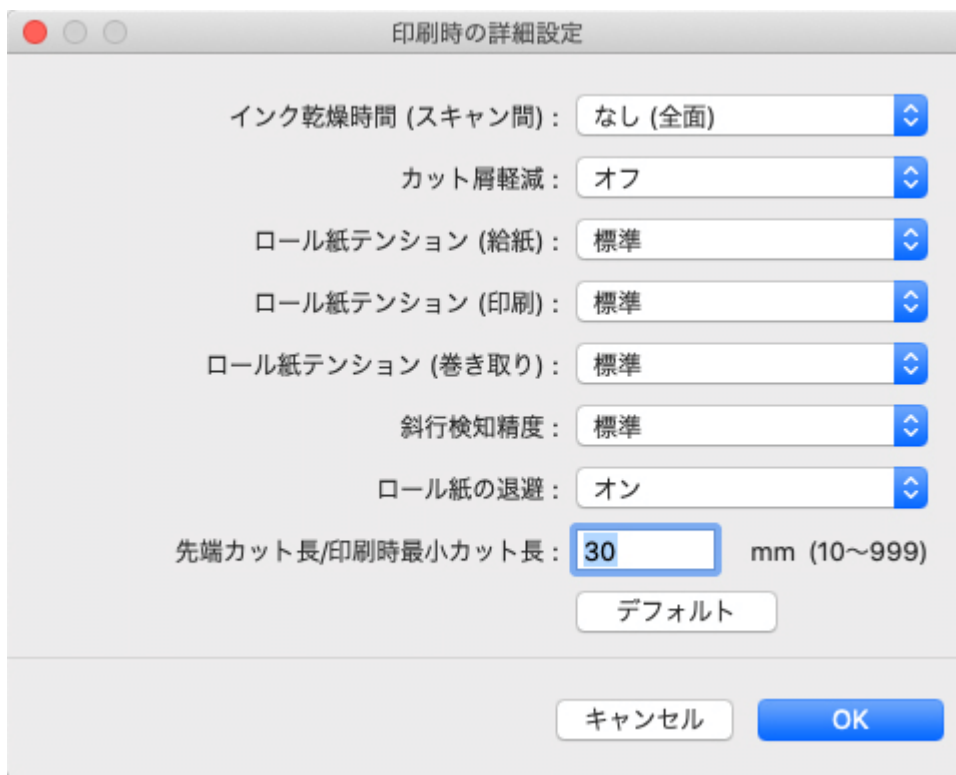 印刷時の詳細設定
インク乾燥時間 (スキャン間) : なし (全面)
カット屑軽減 : オフ
ロール紙テンション (給紙) : 標準
ロール紙テンション (印刷) : 標準
ロール紙テンション (巻き取り) : 標準
斜行検知精度 : 標準
ロール紙の退避 : オン
先端カット長/印刷時最小カット長 : 30 mm (10〜999)
デフォルト
キャンセル OK